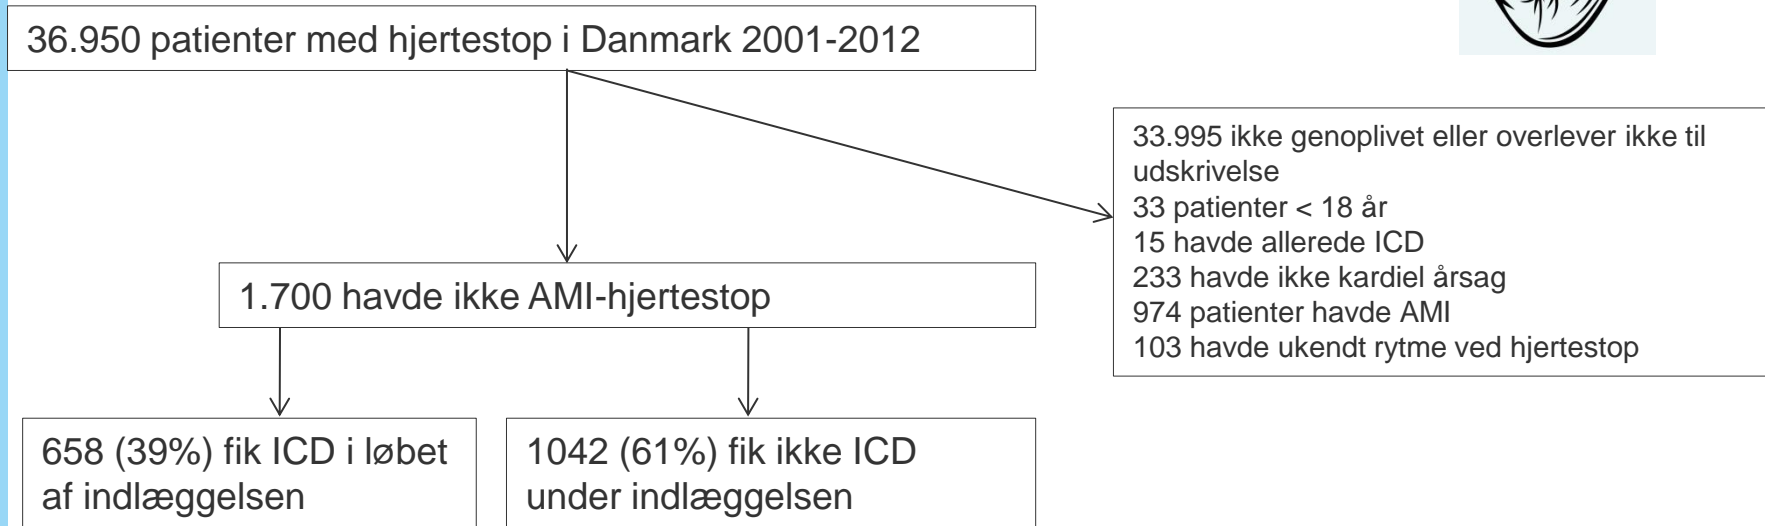 36.950 patienter med hjertestop i Danmark 2001-2012
33.995 ikke genoplivet eller overlever ikke til
udskrivelse
33 patienter < 18 år
15 havde allerede ICD
233 havde ikke kardiel årsag
974 patienter havde AMI
103 havde ukendt rytme ved hjertestop
1.700 havde ikke AMI-hjertestop
658 (39%) fik ICD i løbet
af indlæggelsen
1042 (61%) fik ikke ICD
under indlæggelsen